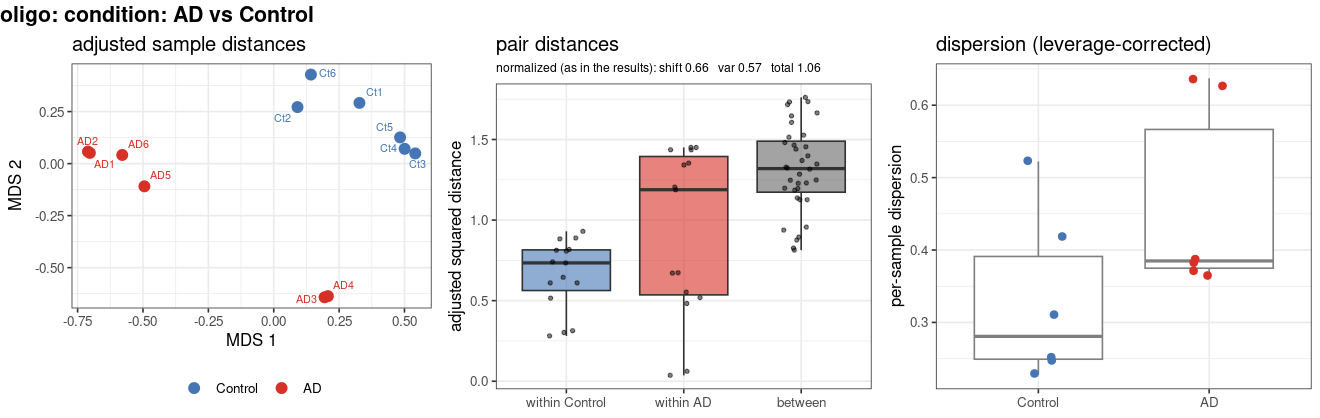 oligo: condition: AD vs Control
adjusted sample distances
MDS 2
0.25
0.00
-0.25
-0.50
Ct6
Ct1
Ct2
Ct5
Ct4
Ct3
AD2
AD1
AD6
AD5
AD3
AD4
-0.75
-0.50
-0.25
0.00
0.25
0.50
MDS 1
Control
AD
pair distances
normalized (as in the results): shift 0.66 var 0.57 total 1.06
adjusted squared distance
1.5
1.0
0.5
0.0
within Control
within AD
between
dispersion (leverage-corrected)
per-sample dispersion
0.6
0.5
0.4
0.3
Control
AD